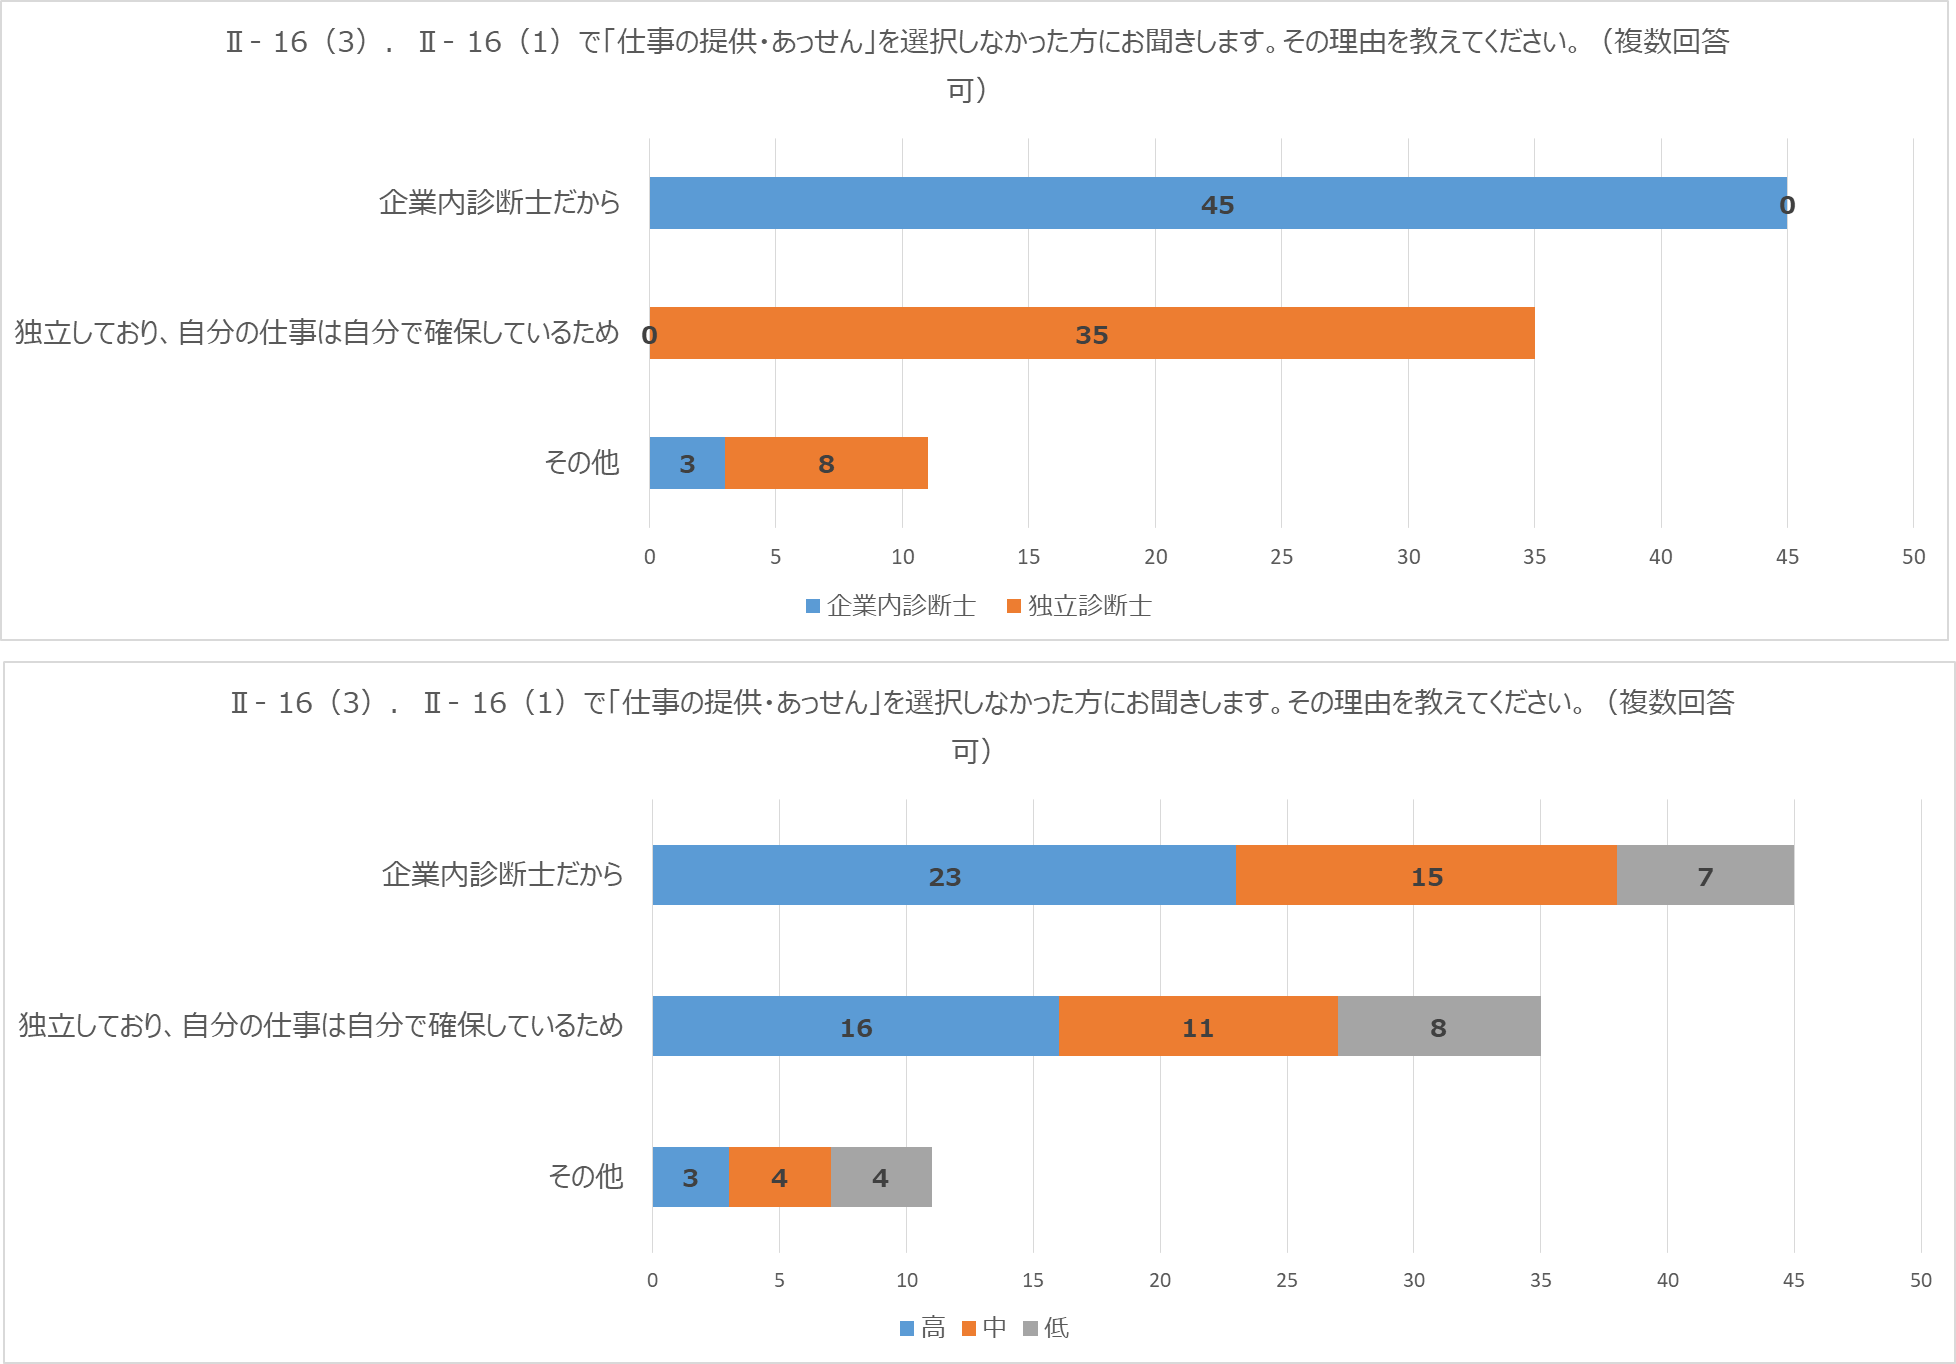 Ⅱ- 16（3）.　Ⅱ- 16（1）で「仕事の提供・あっせん」を選択しなかった方にお聞きします。その理由を教えてください。（複数回答
可）
企業内診断士だから
45
0
独立しており、自分の仕事は自分で確保しているため
0
35
その他
3
8
0 5 10 15 20 25 30 35 40 45 50
企業内診断士 独立診断士
Ⅱ- 16（3）.　Ⅱ- 16（1）で「仕事の提供・あっせん」を選択しなかった方にお聞きします。その理由を教えてください。（複数回答
可）
企業内診断士だから
23
15
7
独立しており、自分の仕事は自分で確保しているため
16
11
8
その他
3
4
4
0 5 10 15 20 25 30 35 40 45 50
高 中 低